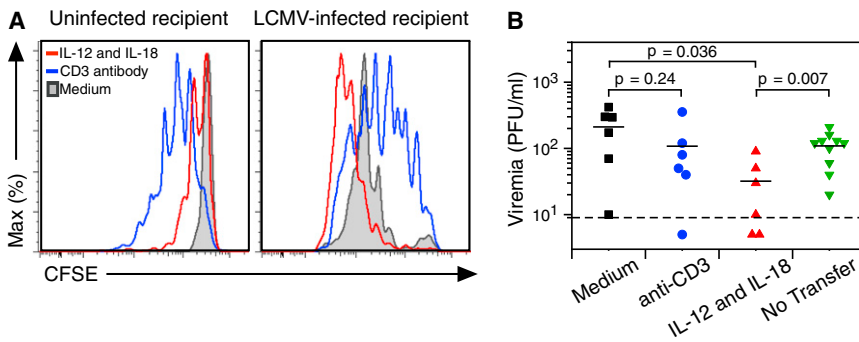 A
Uninfected recipient
LCMV-infected recipient
IL-12 and IL-18
CD3 antibody
Medium
Max (%)
CFSE
B
p = 0.036
p = 0.24
p = 0.007
Viremia (PFU/ml)
10³
10²
10¹
Medium
anti-CD3
IL-12 and IL-18
No Transfer